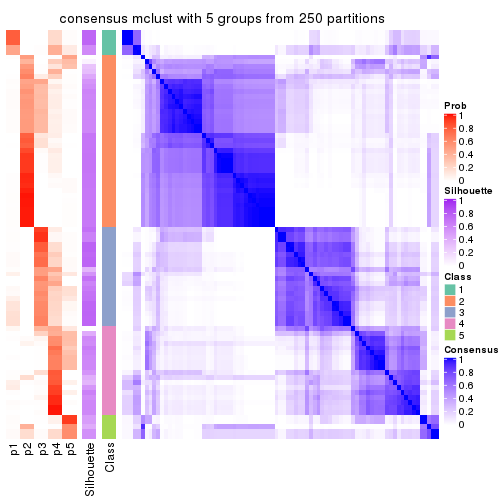 consensus mclust with 5 groups from 250 partitions
Prob
1
0.8
0.6
0.4
0.2
0
Silhouette
1
0.8
0.6
0.4
0.2
0
Class
1
2
3
4
5
Consensus
1
0.8
0.6
0.4
0.2
0
p1
p2
p3
p4
p5
Silhouette
Class